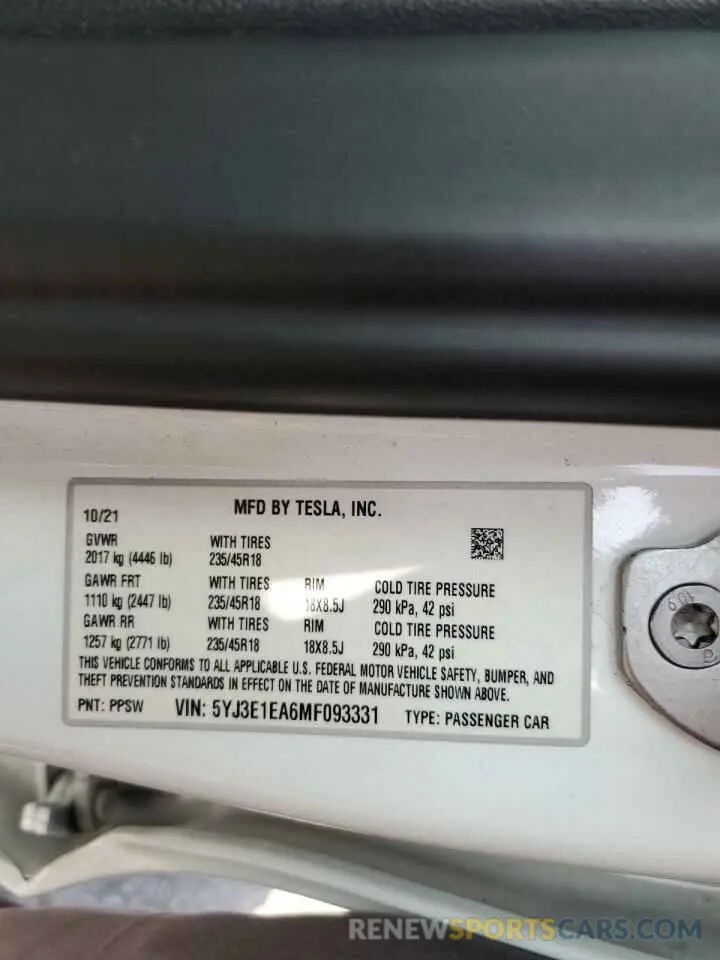 MFD BY TESLA, INC.
10/21
GVWR WITH TIRES
2017 kg (4446 lb) 235/45R18
GAWR FRT WITH TIRES RIM COLD TIRE PRESSURE
1110 kg (2447 lb) 235/45R18 18X8.5J 290 kPa, 42 psi
GAWR RR WITH TIRES RIM COLD TIRE PRESSURE
1257 kg (2771 lb) 235/45R18 18X8.5J 290 kPa, 42 psi
THIS VEHICLE CONFORMS TO ALL APPLICABLE U.S. FEDERAL MOTOR VEHICLE SAFETY, BUMPER, AND
THEFT PREVENTION STANDARDS IN EFFECT ON THE DATE OF MANUFACTURE SHOWN ABOVE.
PNT: PPSW VIN: 5YJ3E1EA6MF093331 TYPE: PASSENGER CAR
RENEWSPORTSCARS.COM